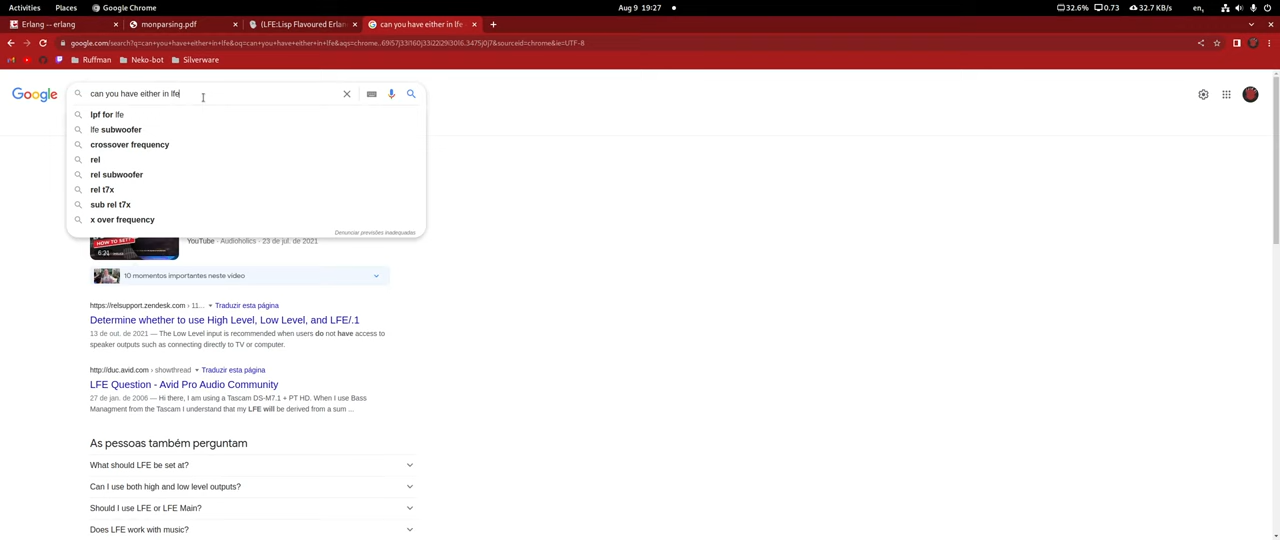 Activities Places Google Chrome Aug 9 19:27 32.6% 0.73 32.7 KB/s en,
Erlang -- erlang monparsing.pdf (LFE:Lisp Flavoured Erlan can you have either in lfe
google.com/search?q=can+you+have+either+in+lfe&oq=can+you+have+either+in+lfe&aqs=chrome..69i57j33i160j33i22i29i30l6.3475j0j7&sourceid=chrome&ie=UTF-8
Ruffman Neko-bot Silverware
Google can you have either in lfe
lpf for lfe
lfe subwoofer
crossover frequency
rel
rel subwoofer
rel t7x
sub rel t7x
x over frequency
Denunciar previsões inadequadas
HOW TO SET?
YouTube · Audioholics · 23 de jul. de 2021
6:21
10 momentos importantes neste vídeo
https://relsupport.zendesk.com › 11... Traduzir esta página
Determine whether to use High Level, Low Level, and LFE/.1
13 de out. de 2021 — The Low Level input is recommended when users do not have access to
speaker outputs such as connecting directly to TV or computer.
http://duc.avid.com › showthread Traduzir esta página
LFE Question - Avid Pro Audio Community
27 de jan. de 2006 — Hi there, I am using a Tascam DS-M7.1 + PT HD. When I use Bass
Managment from the Tascam I understand that my LFE will be derived from a sum ...
As pessoas também perguntam
What should LFE be set at?
Can I use both high and low level outputs?
Should I use LFE or LFE Main?
Does LFE work with music?